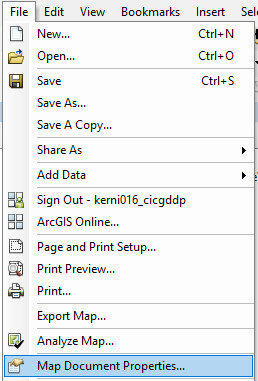 File Edit View Bookmarks Insert Sele
New... Ctrl+N
Open... Ctrl+O
Save Ctrl+S
Save As...
Save A Copy...
Share As
Add Data
Sign Out - kerni016_cicgddp
ArcGIS Online...
Page and Print Setup...
Print Preview...
Print...
Export Map...
Analyze Map...
Map Document Properties...